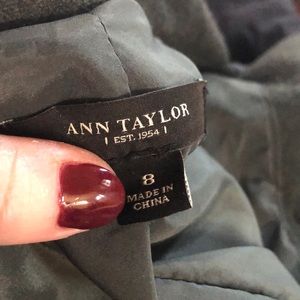 ANN TAYLOR
| EST. 1954 |
8
MADE IN
CHINA